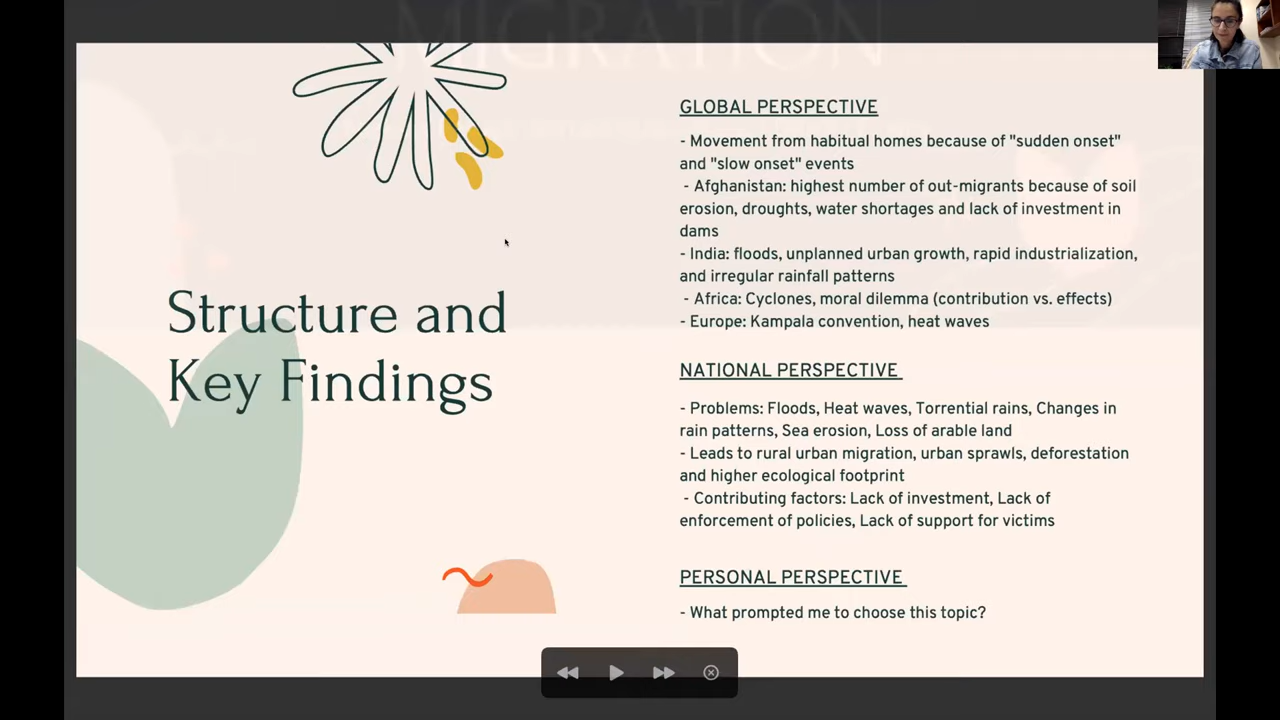 MIGRATION
Structure and
Key Findings
GLOBAL PERSPECTIVE
- Movement from habitual homes because of "sudden onset"
and "slow onset" events
- Afghanistan: highest number of out-migrants because of soil
erosion, droughts, water shortages and lack of investment in
dams
- India: floods, unplanned urban growth, rapid industrialization,
and irregular rainfall patterns
- Africa: Cyclones, moral dilemma (contribution vs. effects)
- Europe: Kampala convention, heat waves
NATIONAL PERSPECTIVE
- Problems: Floods, Heat waves, Torrential rains, Changes in
rain patterns, Sea erosion, Loss of arable land
- Leads to rural urban migration, urban sprawls, deforestation
and higher ecological footprint
- Contributing factors: Lack of investment, Lack of
enforcement of policies, Lack of support for victims
PERSONAL PERSPECTIVE
- What prompted me to choose this topic?